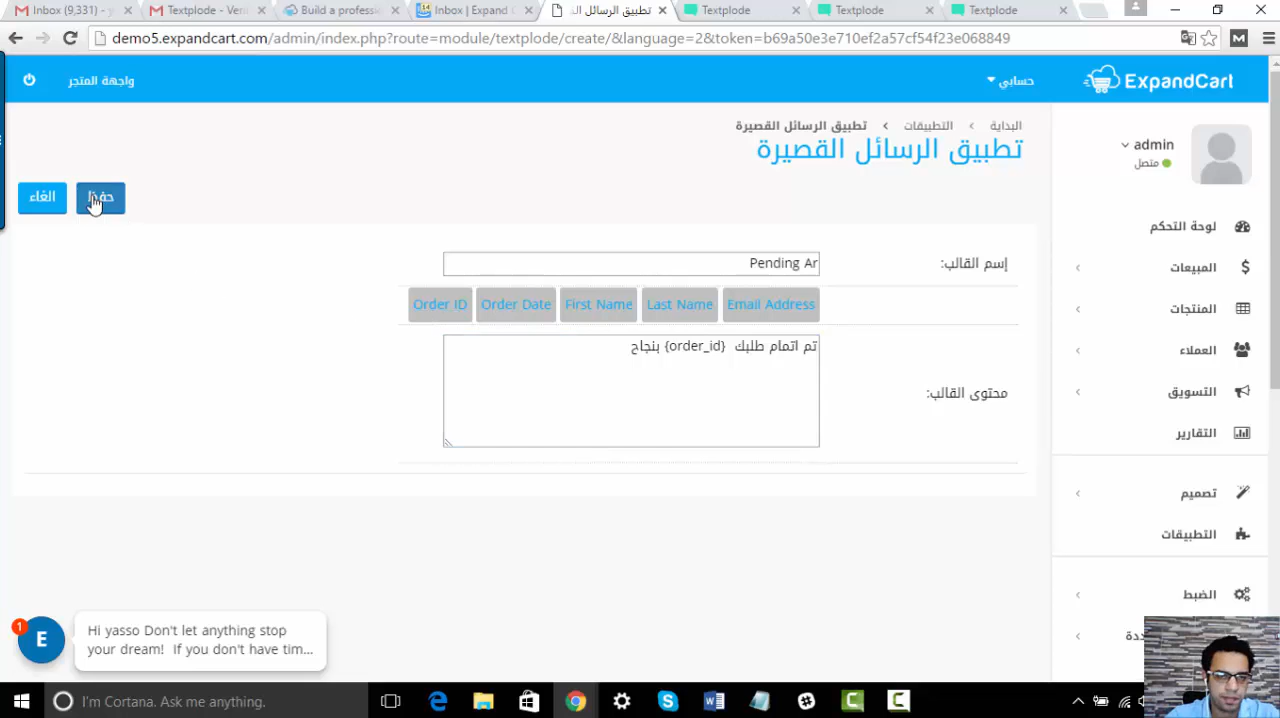 Inbox (9,331) - y
Textplode - Ven
Build a professi
Inbox | Expand
تطبيق الرسائل الق
Textplode
Textplode
Textplode
demo5.expandcart.com/admin/index.php?route=module/textplode/create/&language=2&token=b69a50e3e710ef2a57cf54f23e068849
ExpandCart
حسابي
واجهة المتجر
البداية › التطبيقات › تطبيق الرسائل القصيرة
تطبيق الرسائل القصيرة
حفظ
الغاء
admin
متصل
لوحة التحكم
المبيعات
المنتجات
العملاء
التسويق
التقارير
تصميم
التطبيقات
الضبط
إسم القالب:
Pending Ar
Order ID
Order Date
First Name
Last Name
Email Address
محتوى القالب:
تم اتمام طلبك {order_id} بنجاح
1
E
Hi yasso Don't let anything stop
your dream! If you don't have tim...
I'm Cortana. Ask me anything.